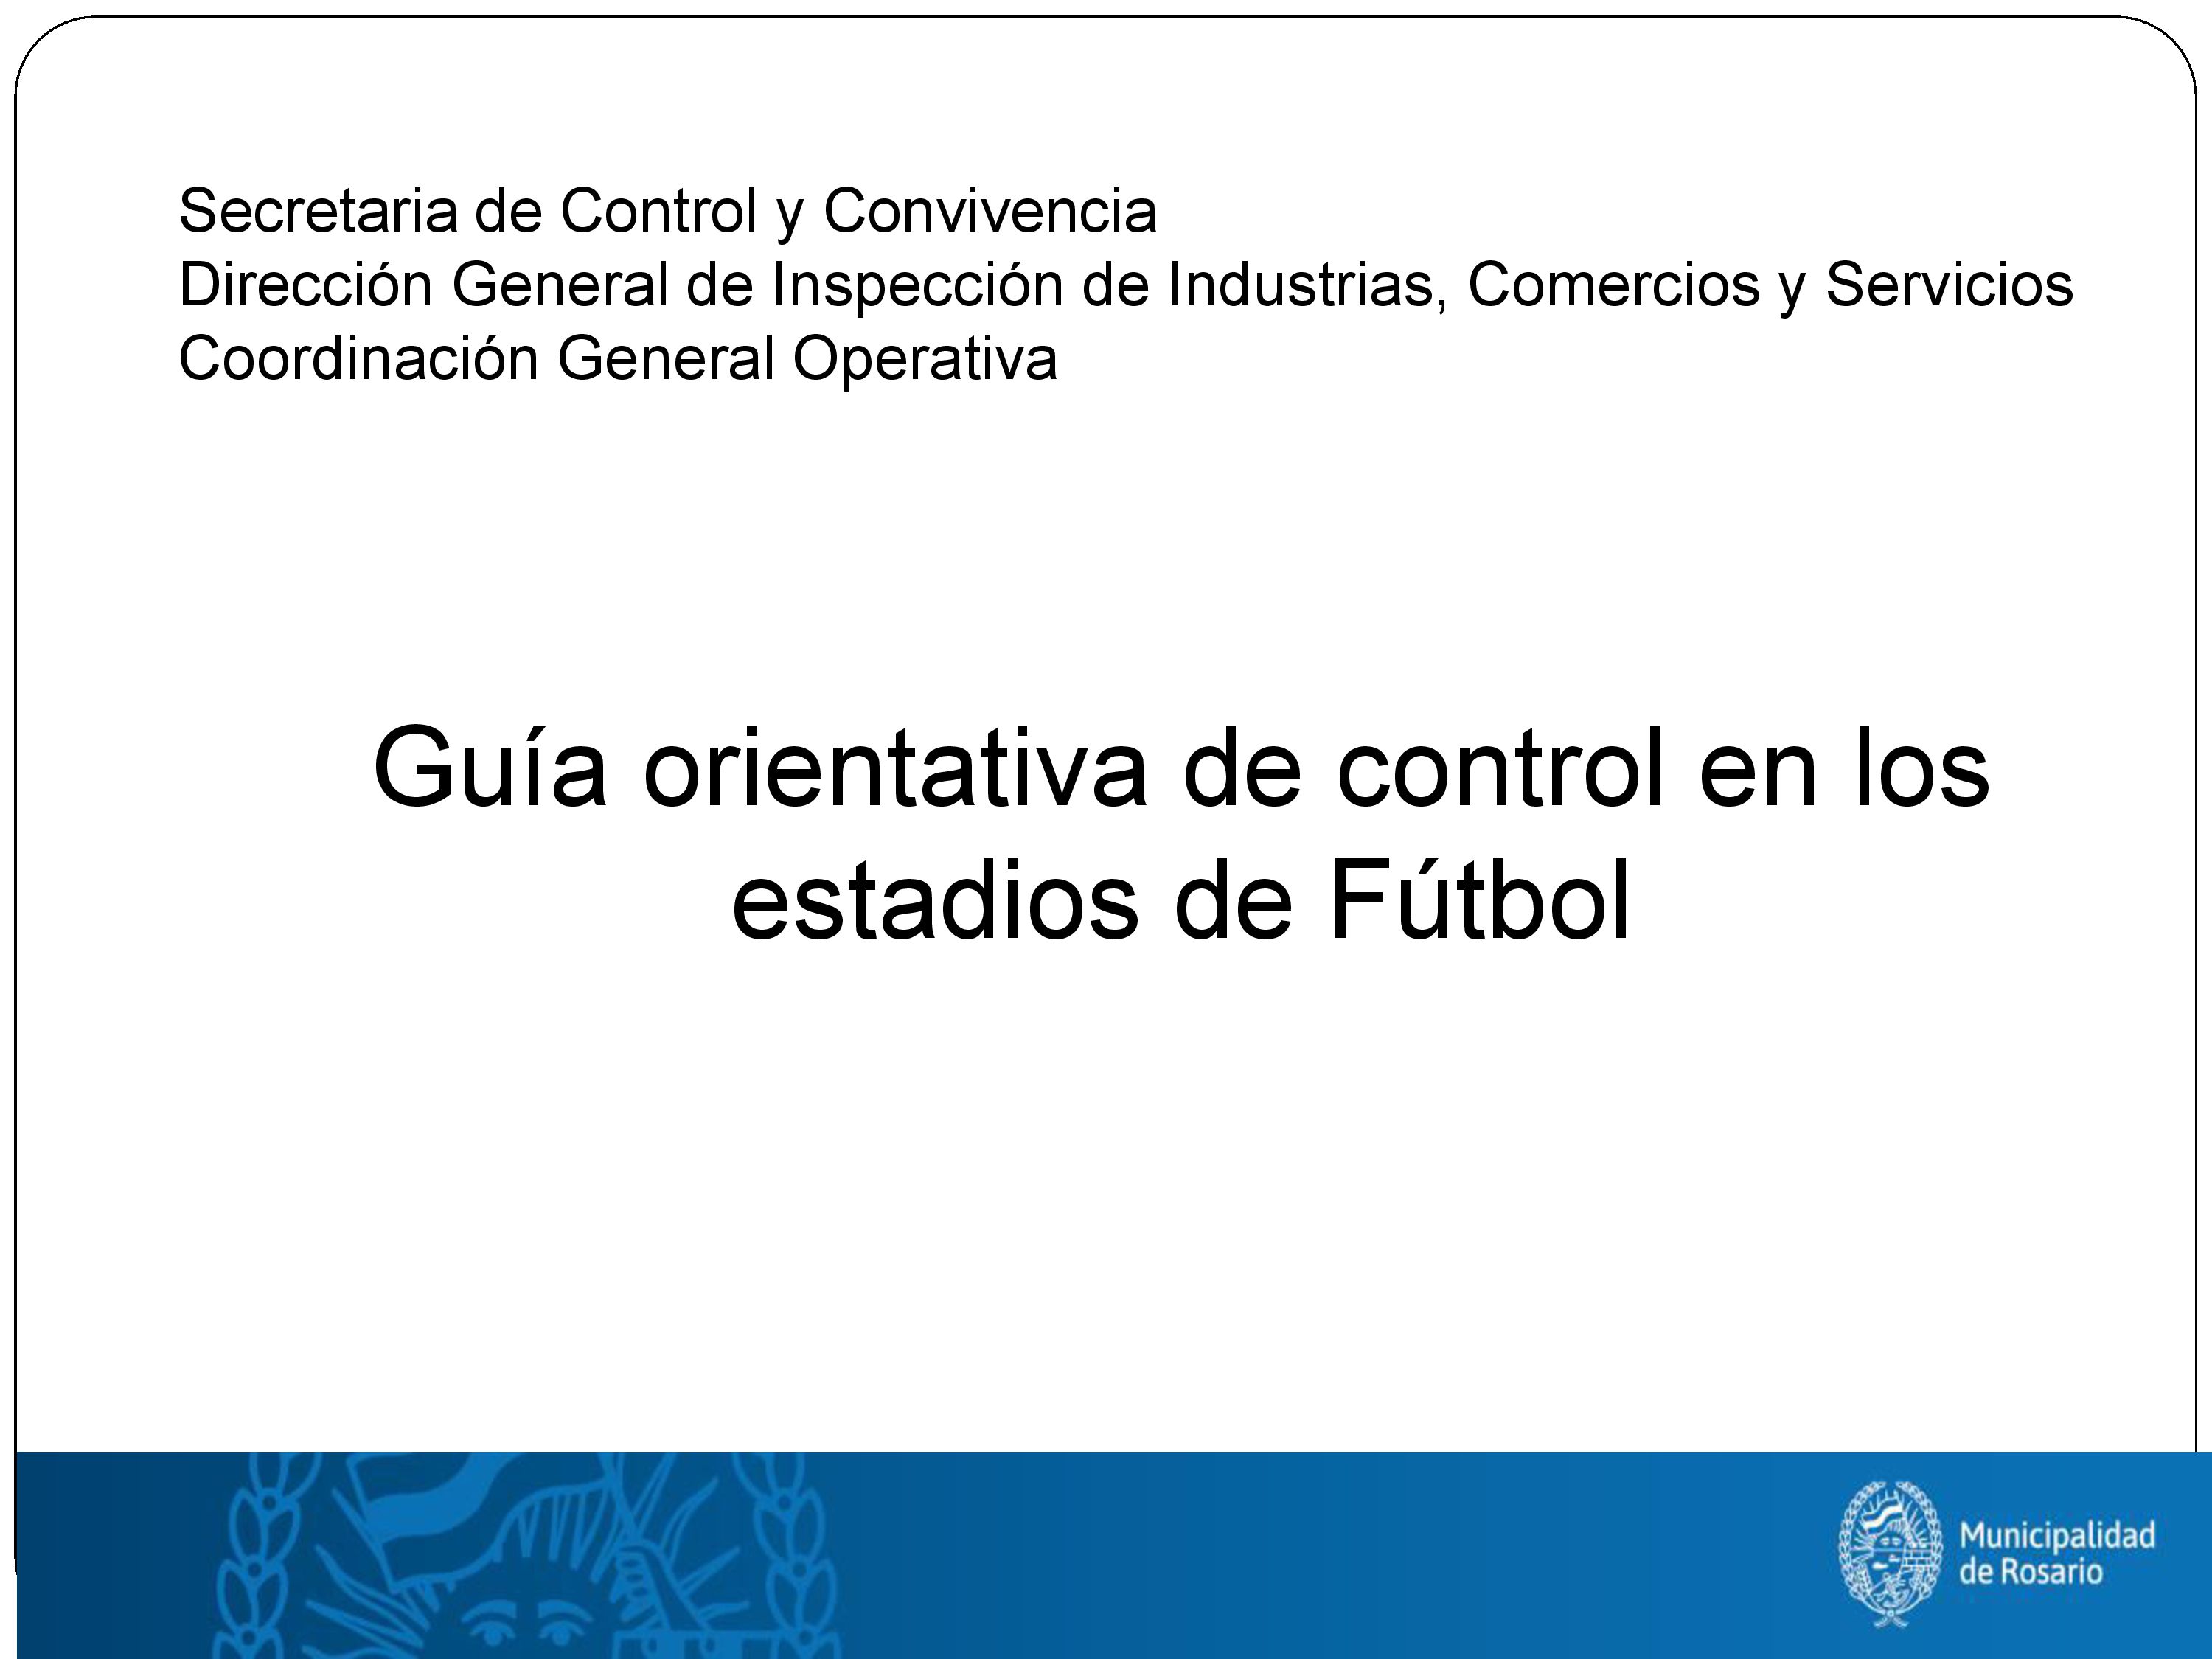 Secretaria de Control y Convivencia
Dirección General de Inspección de Industrias, Comercios y Servicios
Coordinación General Operativa
Guía orientativa de control en los
estadios de Fútbol
Municipalidad
de Rosario